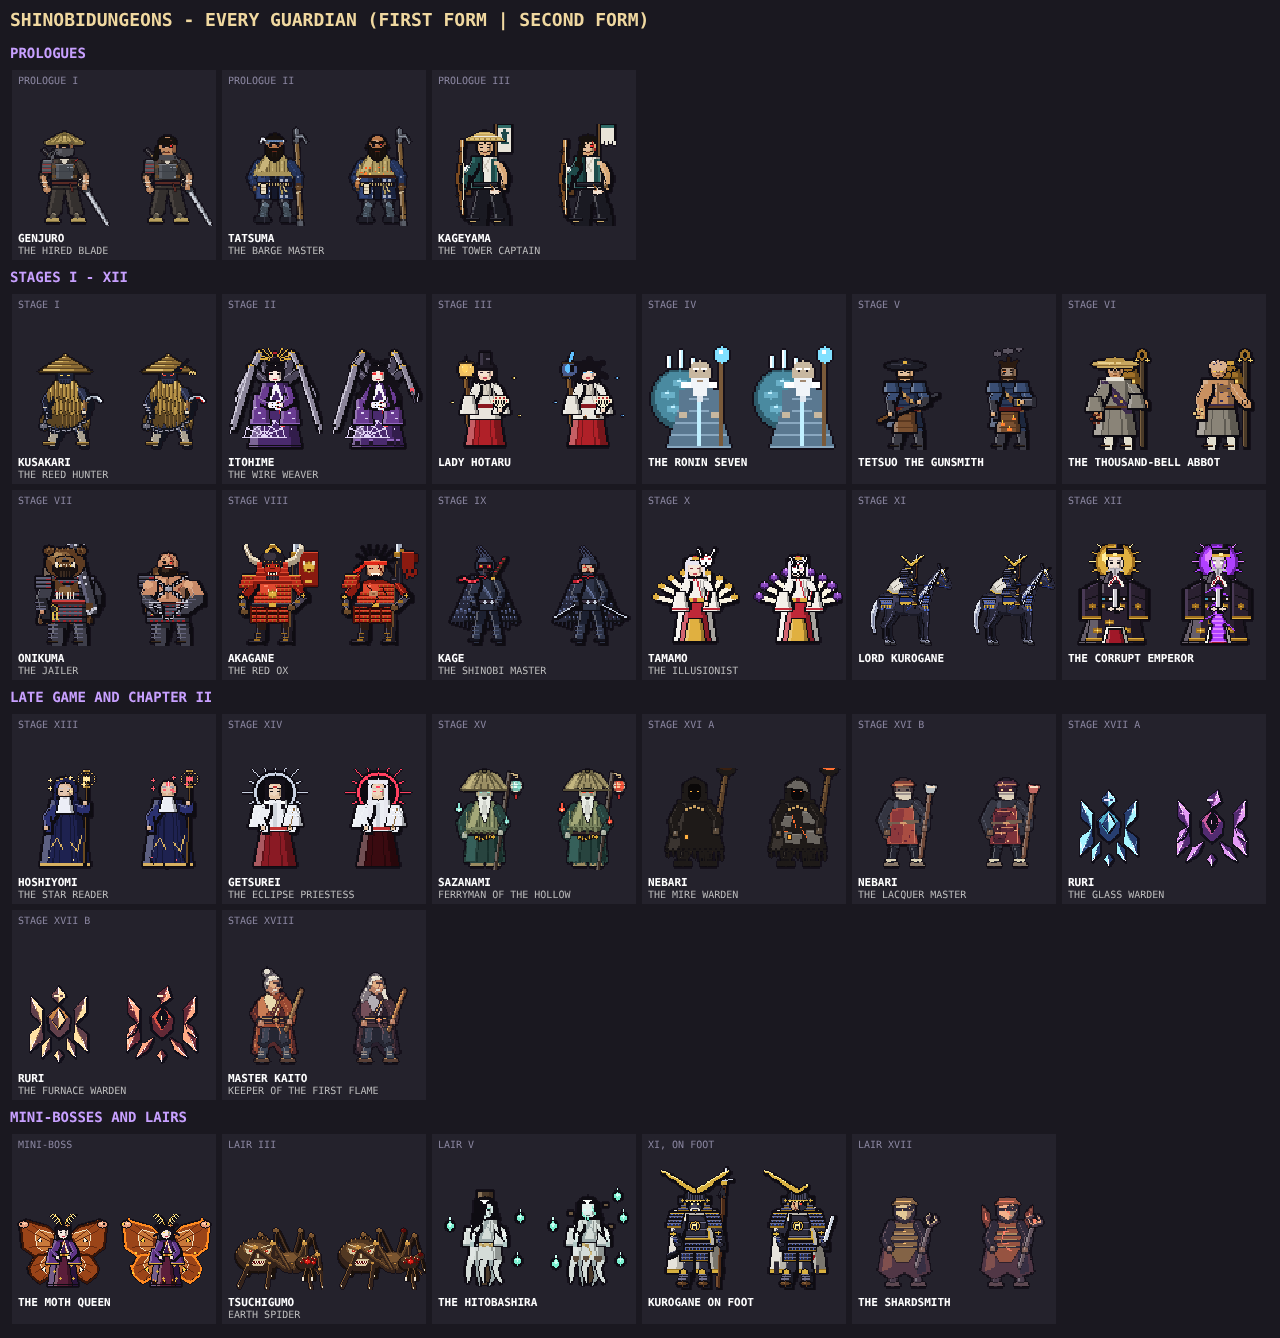 SHINOBIDUNGEONS - EVERY GUARDIAN (FIRST FORM | SECOND FORM)
PROLOGUES
PROLOGUE I
GENJURO
THE HIRED BLADE
PROLOGUE II
TATSUMA
THE BARGE MASTER
PROLOGUE III
KAGEYAMA
THE TOWER CAPTAIN
STAGES I - XII
STAGE I
KUSAKARI
THE REED HUNTER
STAGE II
ITOHIME
THE WIRE WEAVER
STAGE III
LADY HOTARU
STAGE IV
THE RONIN SEVEN
STAGE V
TETSUO THE GUNSMITH
STAGE VI
THE THOUSAND-BELL ABBOT
STAGE VII
ONIKUMA
THE JAILER
STAGE VIII
AKAGANE
THE RED OX
STAGE IX
KAGE
THE SHINOBI MASTER
STAGE X
TAMAMO
THE ILLUSIONIST
STAGE XI
LORD KUROGANE
STAGE XII
THE CORRUPT EMPEROR
LATE GAME AND CHAPTER II
STAGE XIII
HOSHIYOMI
THE STAR READER
STAGE XIV
GETSUREI
THE ECLIPSE PRIESTESS
STAGE XV
SAZANAMI
FERRYMAN OF THE HOLLOW
STAGE XVI A
NEBARI
THE MIRE WARDEN
STAGE XVI B
NEBARI
THE LACQUER MASTER
STAGE XVII A
RURI
THE GLASS WARDEN
STAGE XVII B
RURI
THE FURNACE WARDEN
STAGE XVIII
MASTER KAITO
KEEPER OF THE FIRST FLAME
MINI-BOSSES AND LAIRS
MINI-BOSS
THE MOTH QUEEN
LAIR III
TSUCHIGUMO
EARTH SPIDER
LAIR V
THE HITOBASHIRA
XI, ON FOOT
KUROGANE ON FOOT
LAIR XVII
THE SHARDSMITH